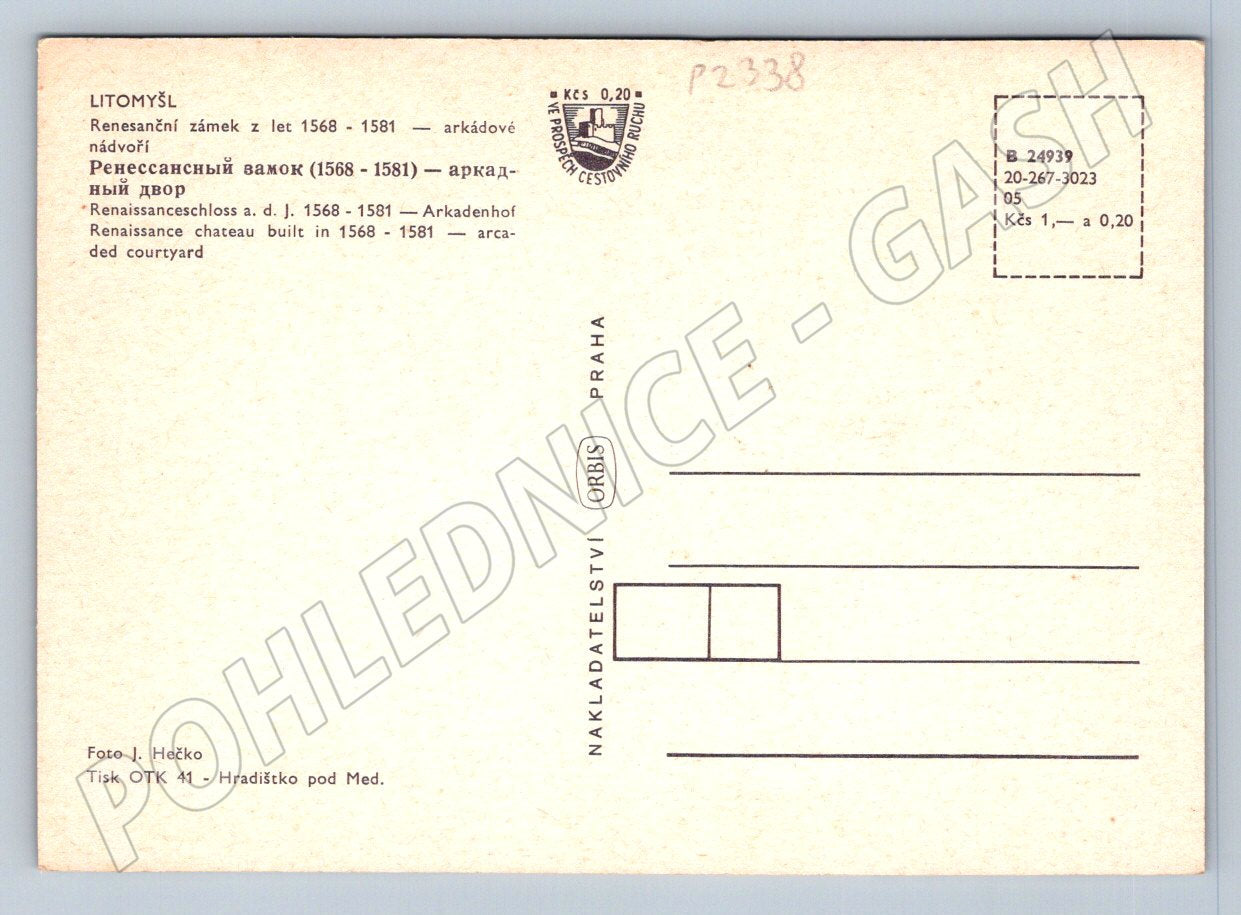 LITOMYŠL
Renesanční zámek z let 1568 - 1581 — arkádové
nádvoří
Ренессансный вамок (1568 - 1581) — аркад-
ный двор
Renaissanceschloss a. d. J. 1568 - 1581 — Arkadenhof
Renaissance chateau built in 1568 - 1581 — arca-
ded courtyard
▪ Kčs 0,20 ▪
VE PROSPĚCH CESTOVNÍHO RUCHU
P2338
B 24939
20-267-3023
05
Kčs 1,— a 0,20
NAKLADATELSTVÍ ORBIS PRAHA
Foto J. Hečko
Tisk OTK 41 - Hradištko pod Med.
POHLEDNICE - GASH